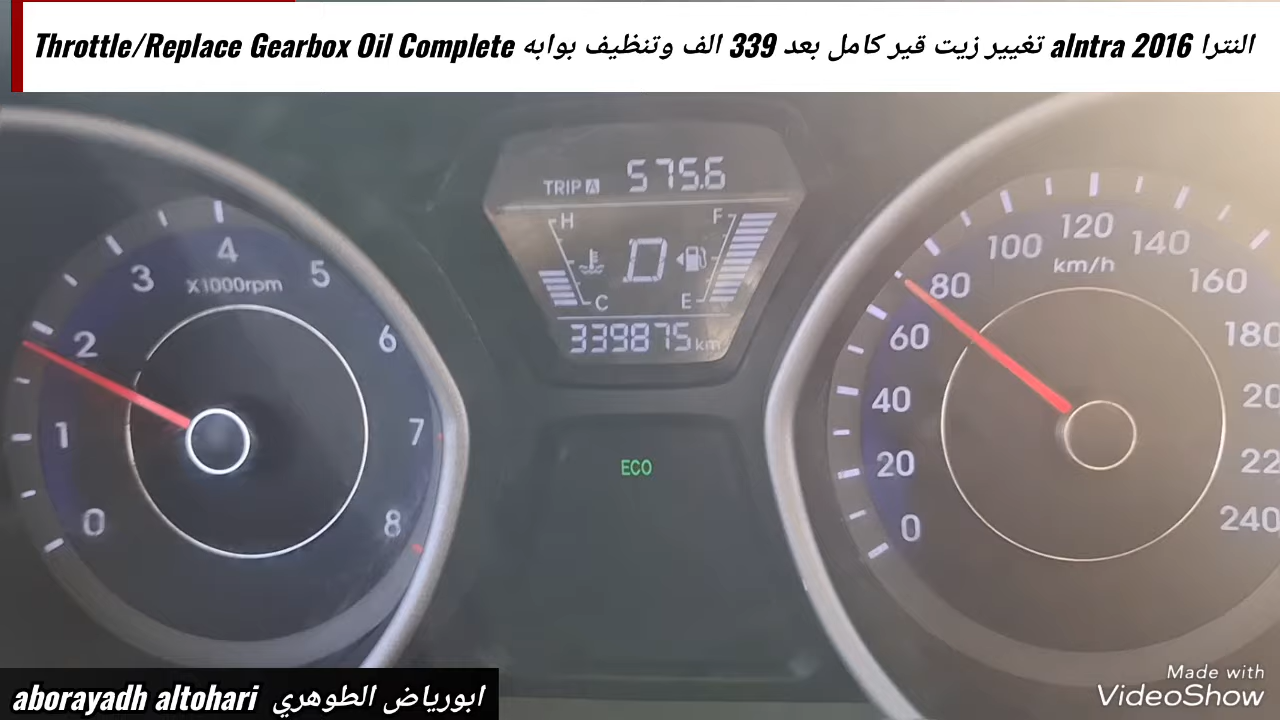 النترا alntra 2016 تغيير زيت قير كامل بعد 339 الف وتنظيف بوابه Throttle/Replace Gearbox Oil Complete
TRIP A 575.6
H F
D
C E
339875 km
ECO
0 1 2 3 4 5 6 7 8
X1000rpm
0 20 40 60 80 100 120 140 160 180 20 22 240
km/h
aborayadh altohari ابورياض الطوهري
Made with
VideoShow